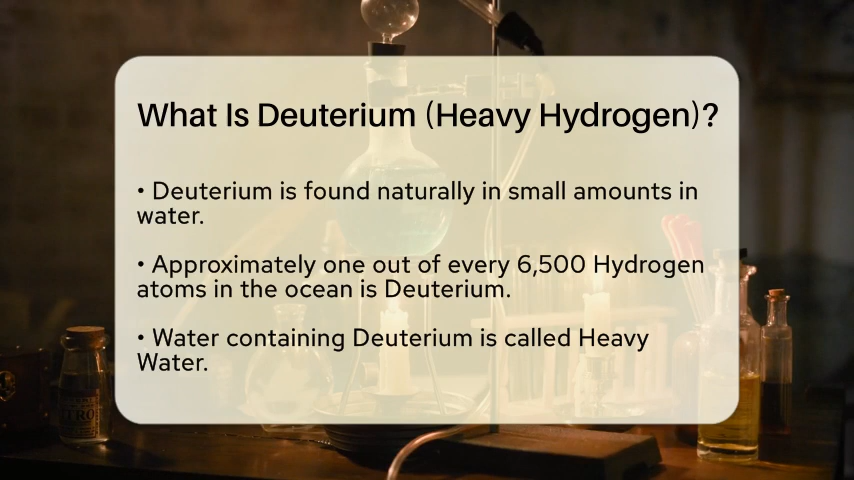 What Is Deuterium (Heavy Hydrogen)?
• Deuterium is found naturally in small amounts in
water.
• Approximately one out of every 6,500 Hydrogen
atoms in the ocean is Deuterium.
• Water containing Deuterium is called Heavy
Water.